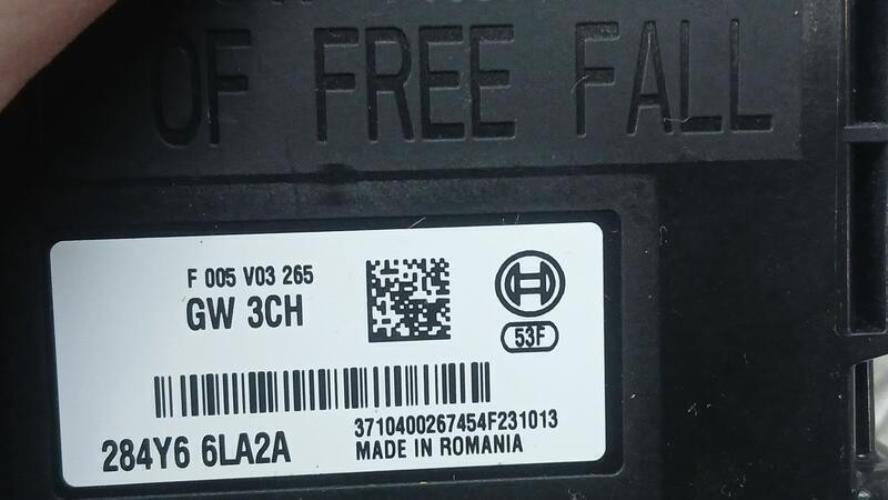 OF FREE FALL
F 005 V03 265
GW 3CH
53F
3710400267454F231013
284Y6 6LA2A
MADE IN ROMANIA